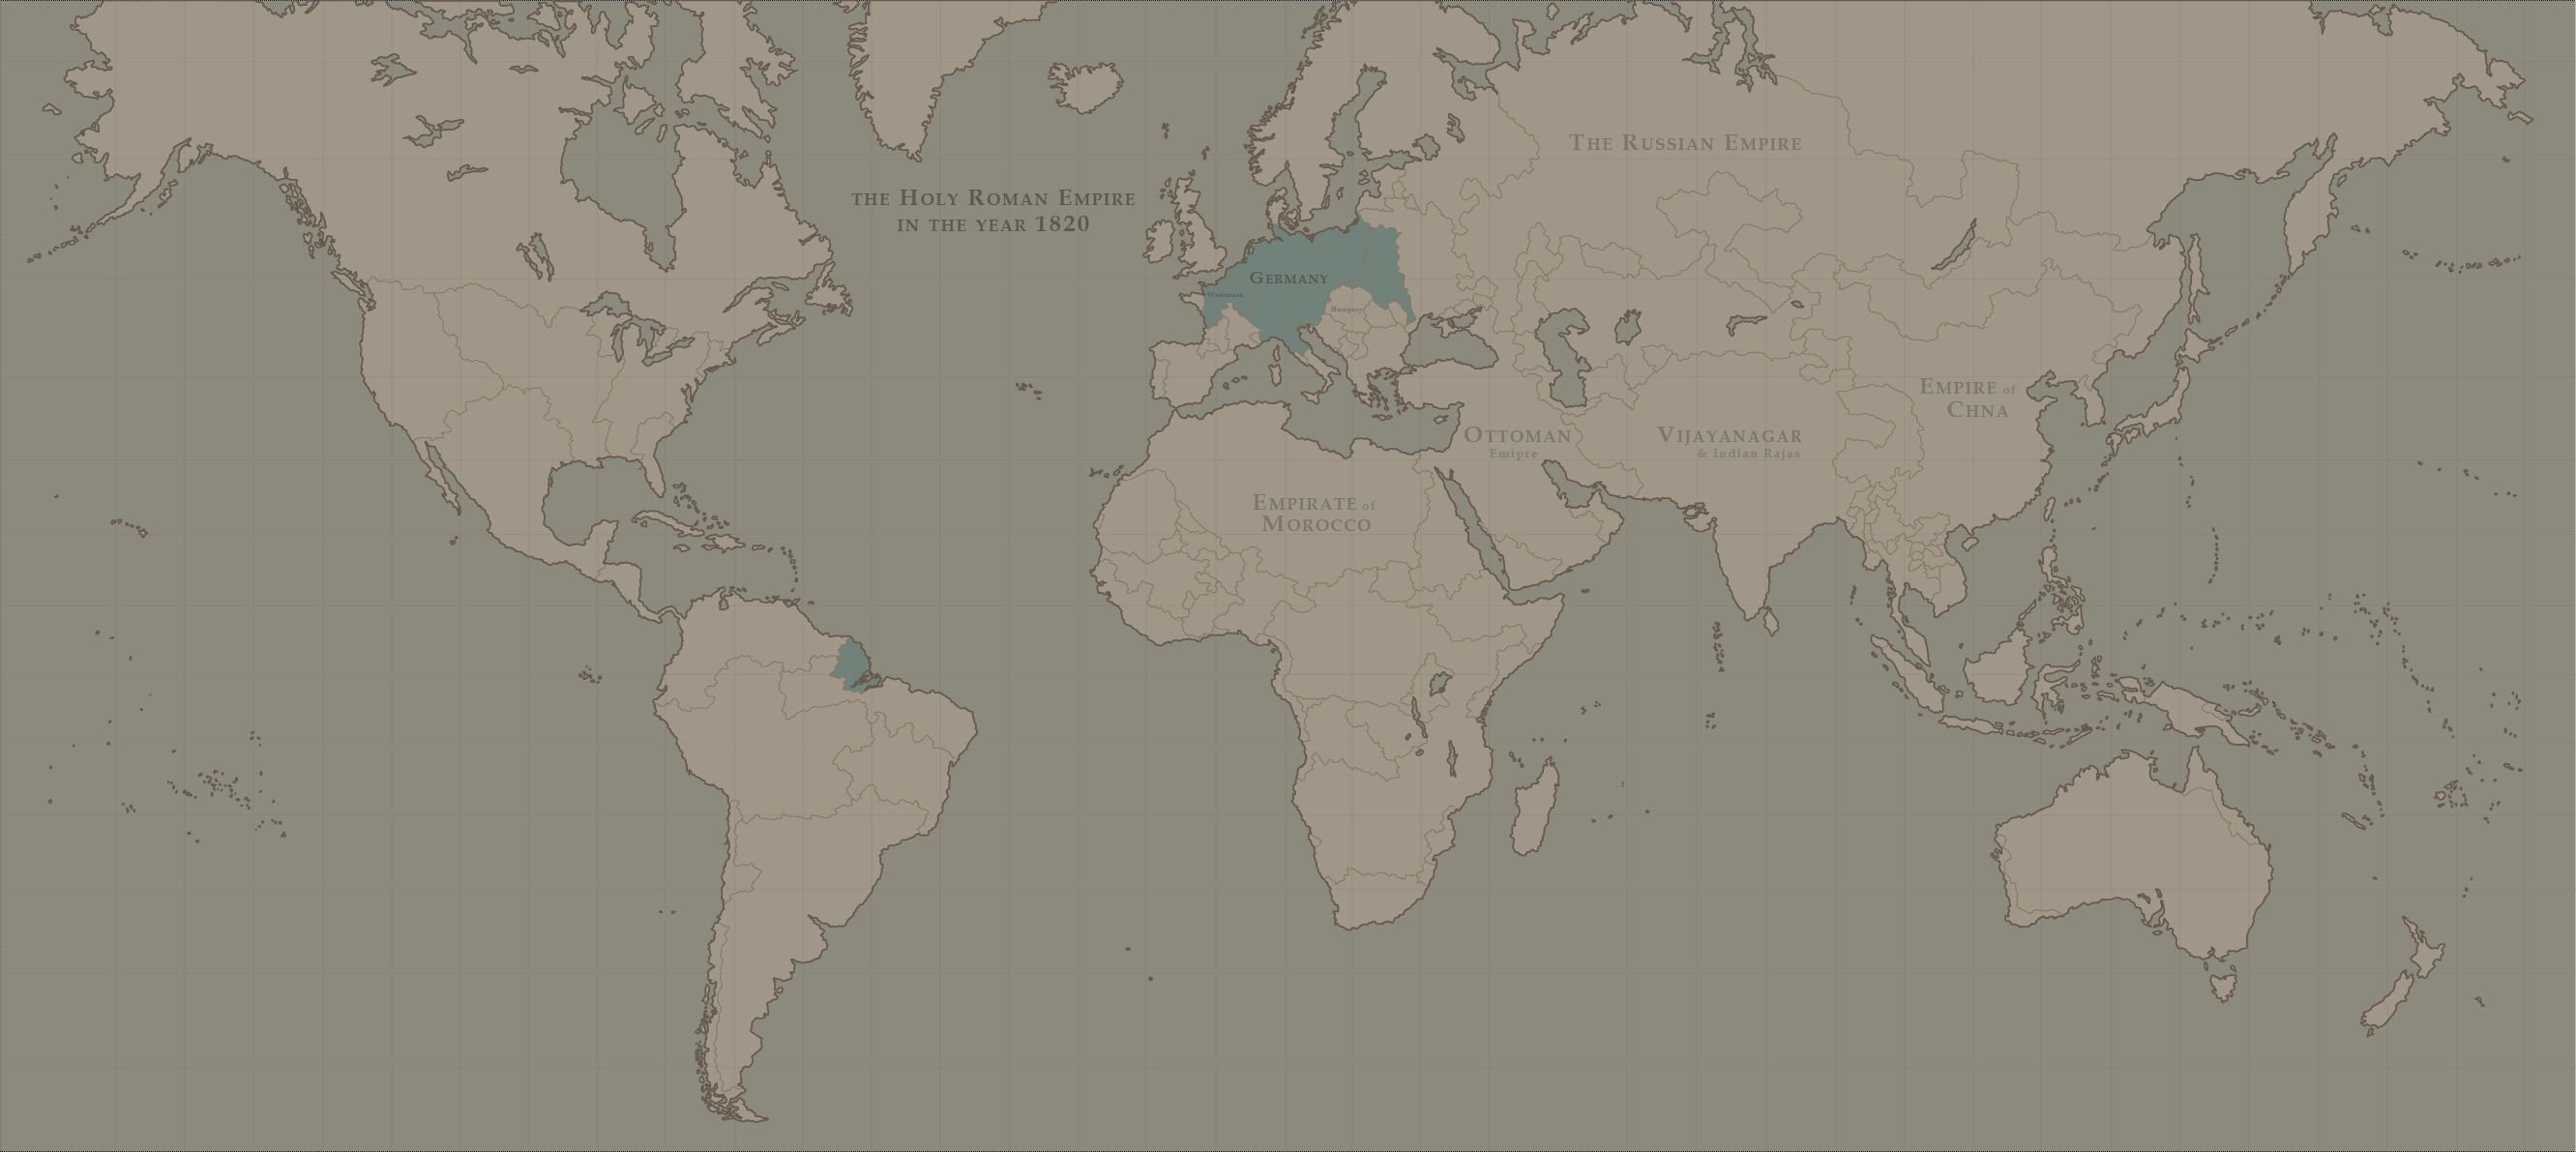 THE RUSSIAN EMPIRE
THE HOLY ROMAN EMPIRE
IN THE YEAR 1820
GERMANY
Westmark
Hungary
EMPIRE of
CHNA
OTTOMAN
Emipre
VIJAYANAGAR
& Indian Rajas
EMPIRATE of
MOROCCO